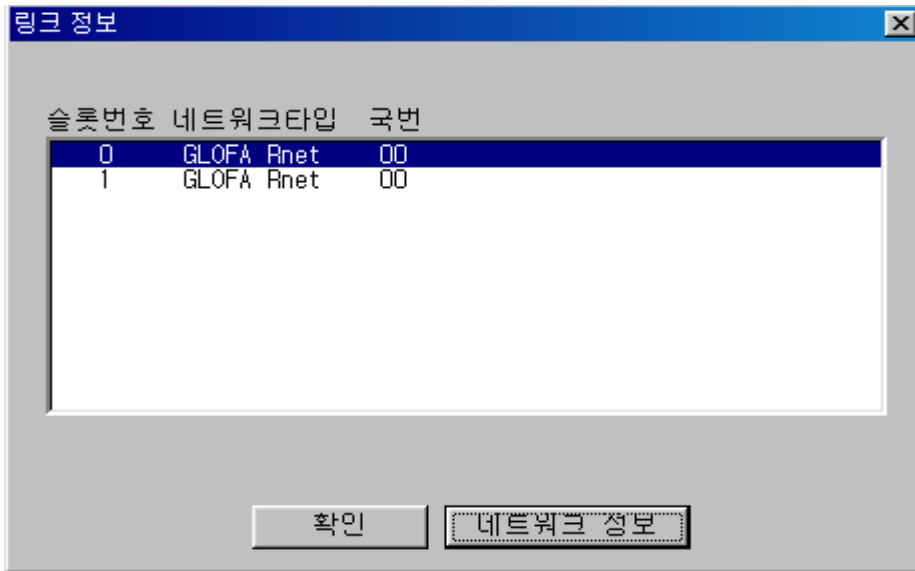 링크 정보
슬롯번호 네트워크타입 국번
0 GLOFA Rnet 00
1 GLOFA Rnet 00
확인 네트워크 정보